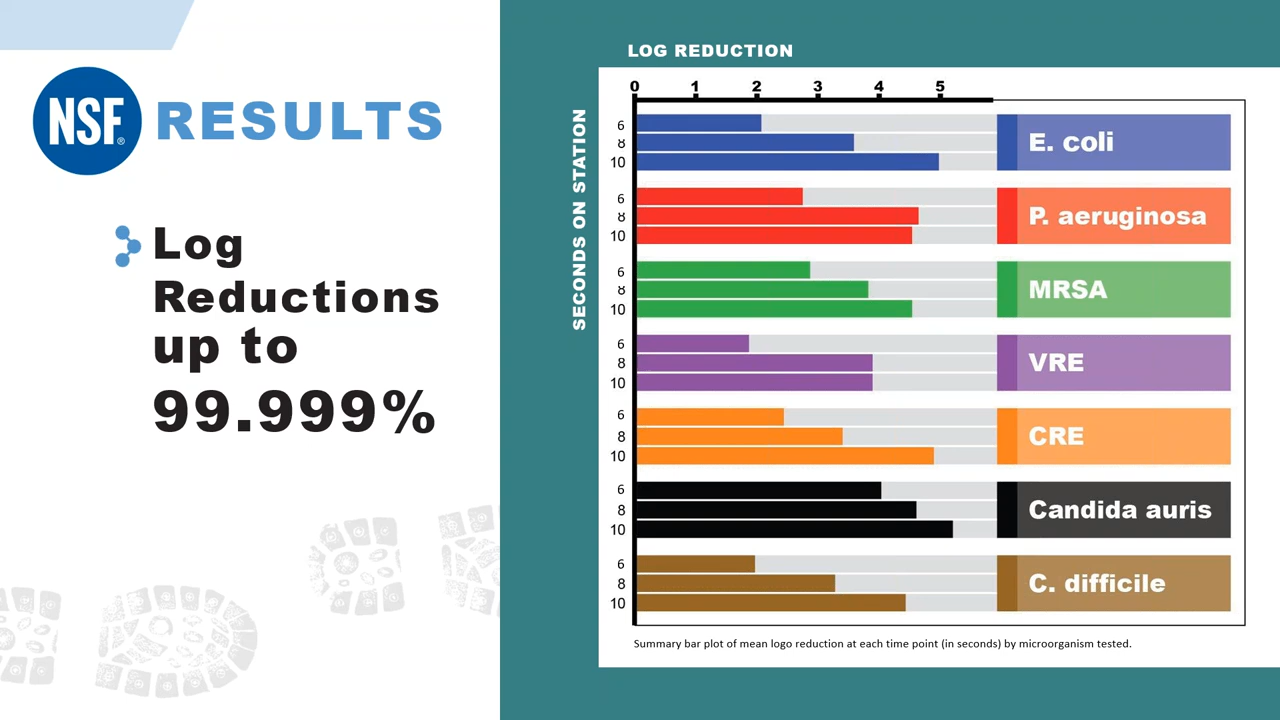 NSF®
RESULTS
Log
Reductions
up to
99.999%
LOG REDUCTION
SECONDS ON STATION
0 1 2 3 4 5
6
8
10
E. coli
6
8
10
P. aeruginosa
6
8
10
MRSA
6
8
10
VRE
6
8
10
CRE
6
8
10
Candida auris
6
8
10
C. difficile
Summary bar plot of mean logo reduction at each time point (in seconds) by microorganism tested.